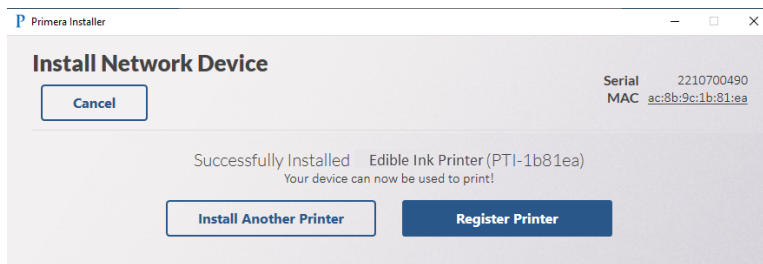 P Primera Installer
Install Network Device
Cancel
Serial 2210700490
MAC ac:8b:9c:1b:81:ea
Successfully Installed Edible Ink Printer (PTI-1b81ea)
Your device can now be used to print!
Install Another Printer
Register Printer